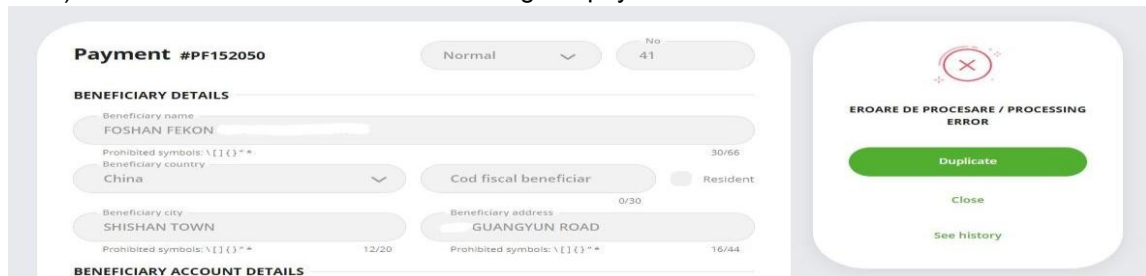 Payment #PF152050
Normal
No
41
BENEFICIARY DETAILS
Beneficiary name
FOSHAN FEKON
Prohibited symbols: \ [ ] { } " *
30/66
Beneficiary country
China
Cod fiscal beneficiar
Resident
0/30
Beneficiary city
SHISHAN TOWN
Prohibited symbols: \ [ ] { } " *
12/20
Beneficiary address
GUANGYUN ROAD
Prohibited symbols: \ [ ] { } " *
16/44
BENEFICIARY ACCOUNT DETAILS
EROARE DE PROCESARE / PROCESSING
ERROR
Duplicate
Close
See history